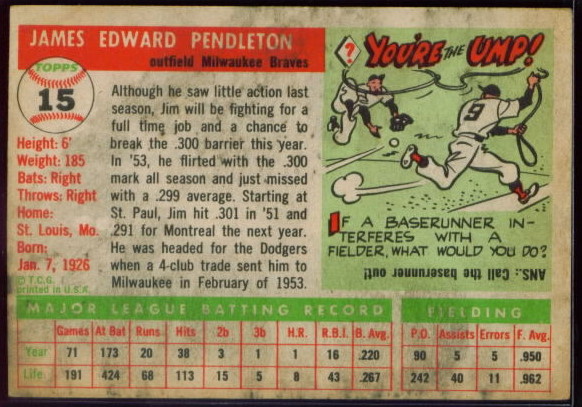 JAMES EDWARD PENDLETON
outfield Milwaukee Braves
TOPPS
15
Height: 6'
Weight: 185
Bats: Right
Throws: Right
Home:
St. Louis, Mo.
Born:
Jan. 7, 1926
© T.C.G.
printed in U.S.A.
Although he saw little action last
season, Jim will be fighting for a
full time job and a chance to
break the .300 barrier this year.
In '53, he flirted with the .300
mark all season and just missed
with a .299 average. Starting at
St. Paul, Jim hit .301 in '51 and
.291 for Montreal the next year.
He was headed for the Dodgers
when a 4-club trade sent him to
Milwaukee in February of 1953.
?
YOU'RE THE UMP!
9
IF A BASERUNNER IN-
TERFERES WITH A
FIELDER, WHAT WOULD YOU DO?
ANS.: Call the baserunner out!
MAJOR LEAGUE BATTING RECORD
Games At Bat Runs Hits 2b 3b H.R. R.B.I. B. Avg.
Year 71 173 20 38 3 1 1 16 .220
Life: 191 424 68 113 15 5 8 43 .267
FIELDING
P.O. Assists Errors F. Avg.
90 5 5 .950
242 40 11 .962